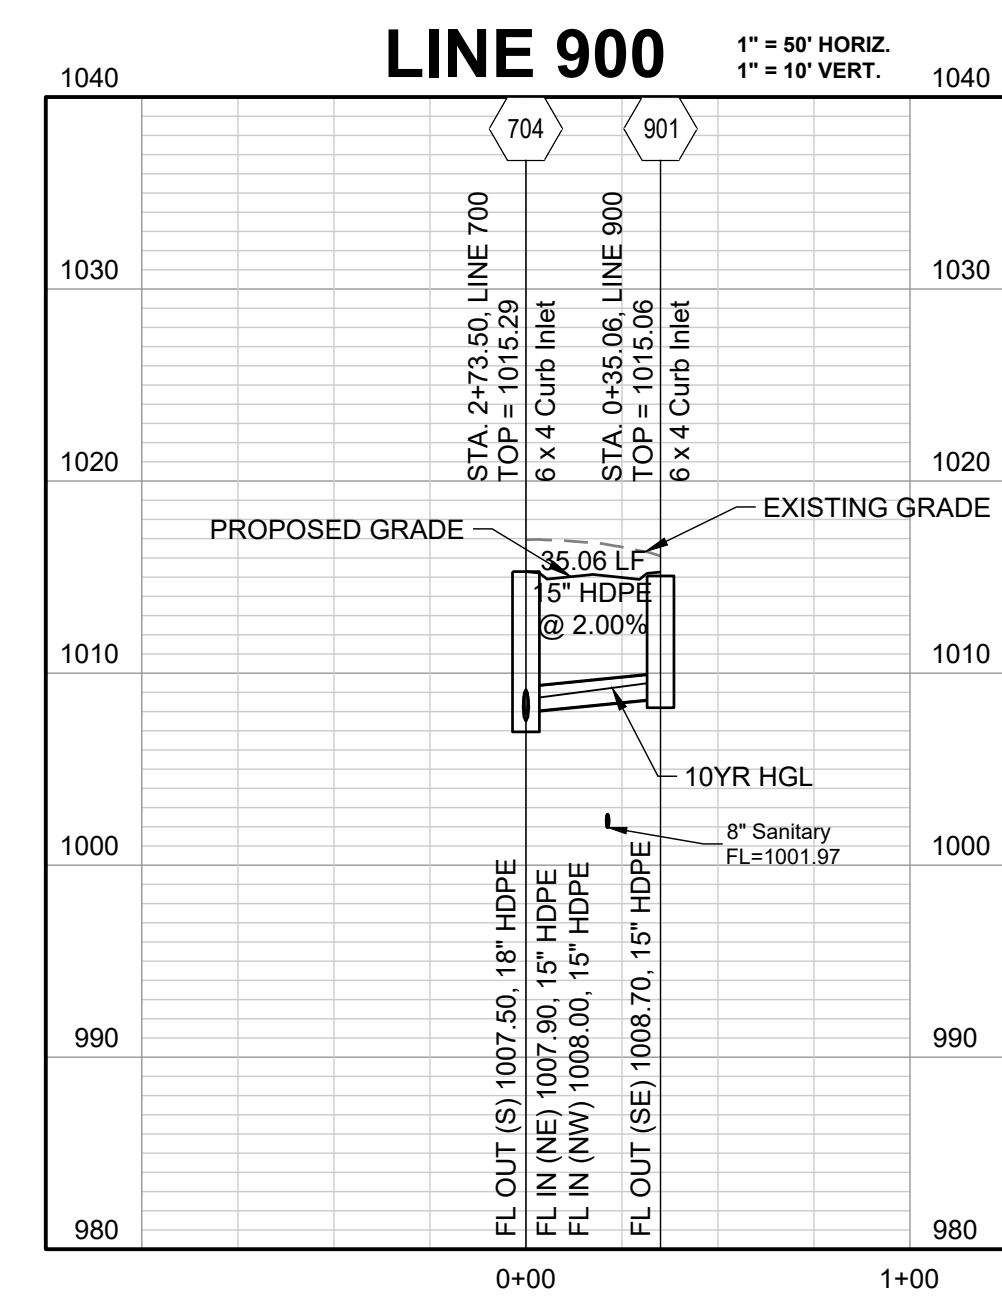 LINE 900
1" = 50' HORIZ.
1" = 10' VERT.
1040
1040
704
901
STA. 2+73.50, LINE 700
TOP = 1015.29
6 x 4 Curb Inlet
STA. 0+35.06, LINE 900
TOP = 1015.06
6 x 4 Curb Inlet
1030
1030
1020
1020
PROPOSED GRADE
EXISTING GRADE
35.06 LF
15" HDPE
@ 2.00%
1010
1010
10YR HGL
8" Sanitary
FL=1001.97
1000
1000
FL OUT (S) 1007.50, 18" HDPE
FL IN (NE) 1007.90, 15" HDPE
FL IN (NW) 1008.00, 15" HDPE
FL OUT (SE) 1008.70, 15" HDPE
990
990
980
980
0+00
1+00